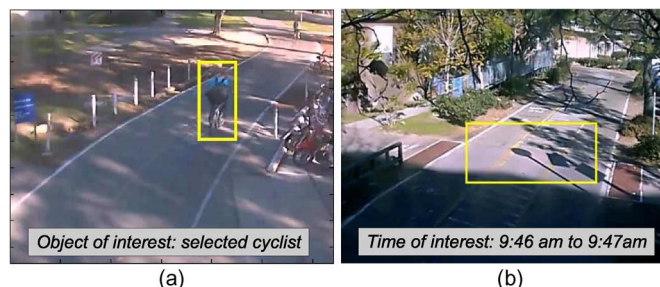 Object of interest: selected cyclist
Time of interest: 9:46 am to 9:47am
(a)
(b)